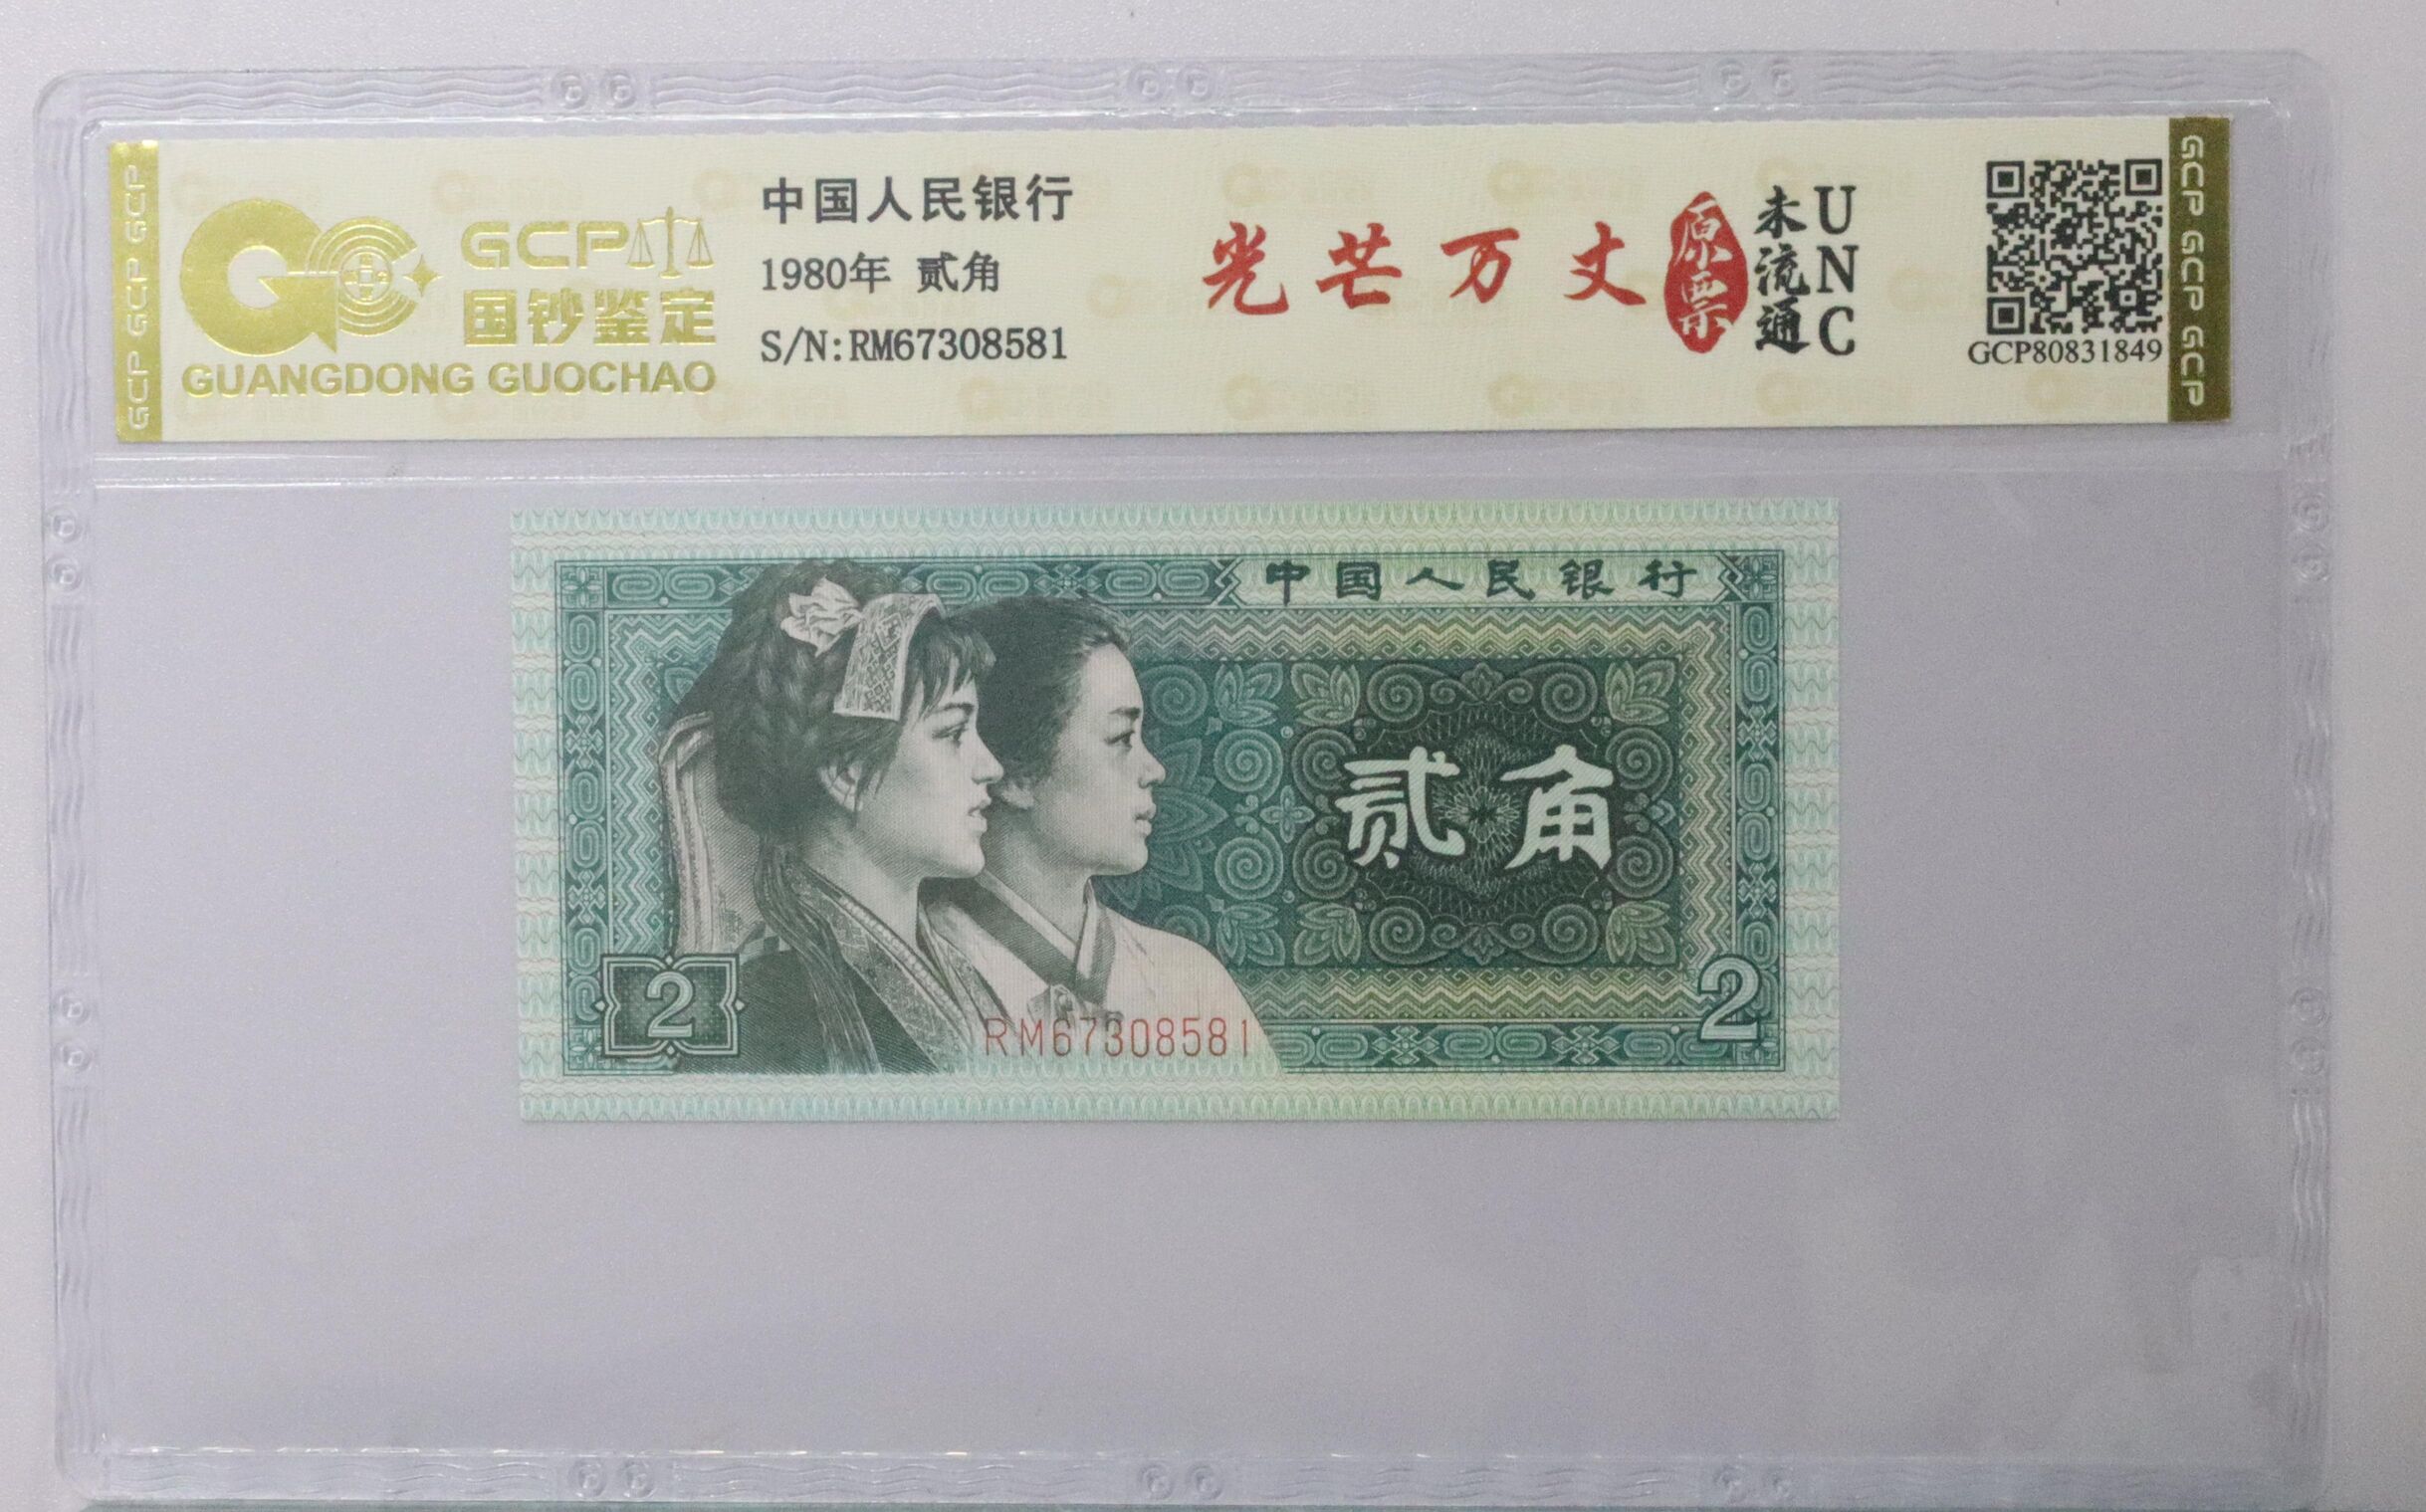 GCP GCP GCP
GCP
国钞鉴定
GUANGDONG GUOCHAO
中国人民银行
1980年 贰角
S/N:RM67308581
光芒万丈
原票
未流通
UNC
GCP80831849
GCP GCP GCP
中国人民银行
贰角
2
RM67308581
2